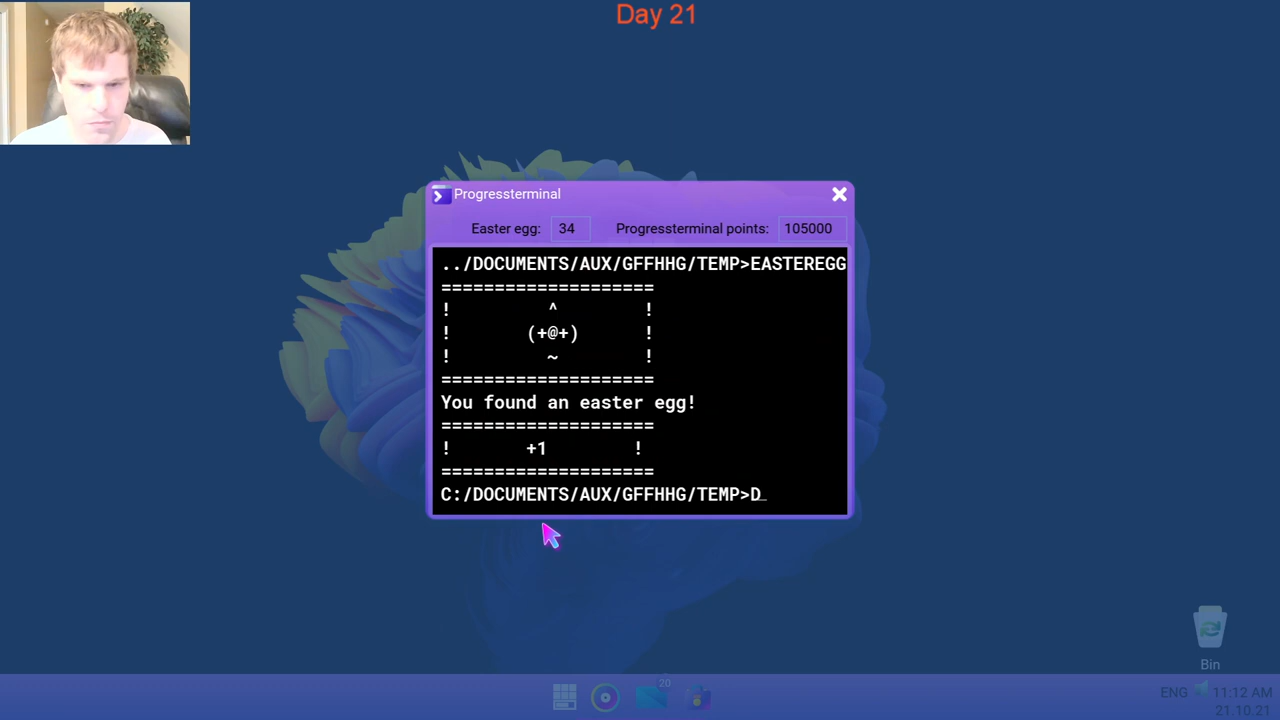 Day 21
Progressterminal
Easter egg: 34 Progressterminal points: 105000
../DOCUMENTS/AUX/GFFHHG/TEMP>EASTEREGG
====================
! ^ !
! (+@+) !
! ~ !
====================
You found an easter egg!
====================
! +1 !
====================
C:/DOCUMENTS/AUX/GFFHHG/TEMP>D_
Bin
20
ENG 11:12 AM
21.10.21